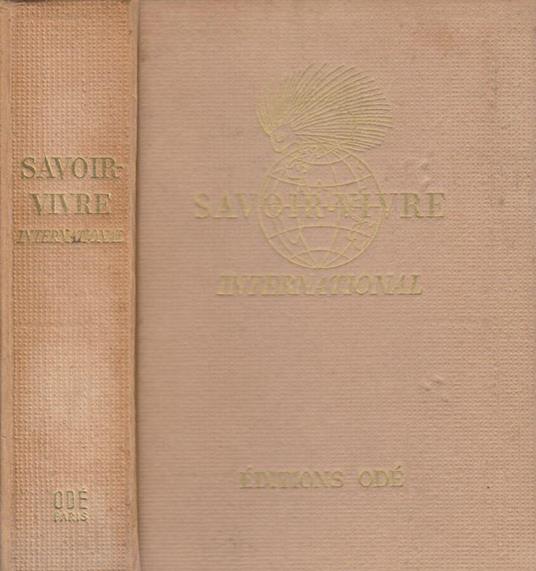 SAVOIR-
VIVRE
INTERNATIONAL
ODÉ
PARIS
SAVOIR-VIVRE
INTERNATIONAL
ÉDITIONS ODÉ